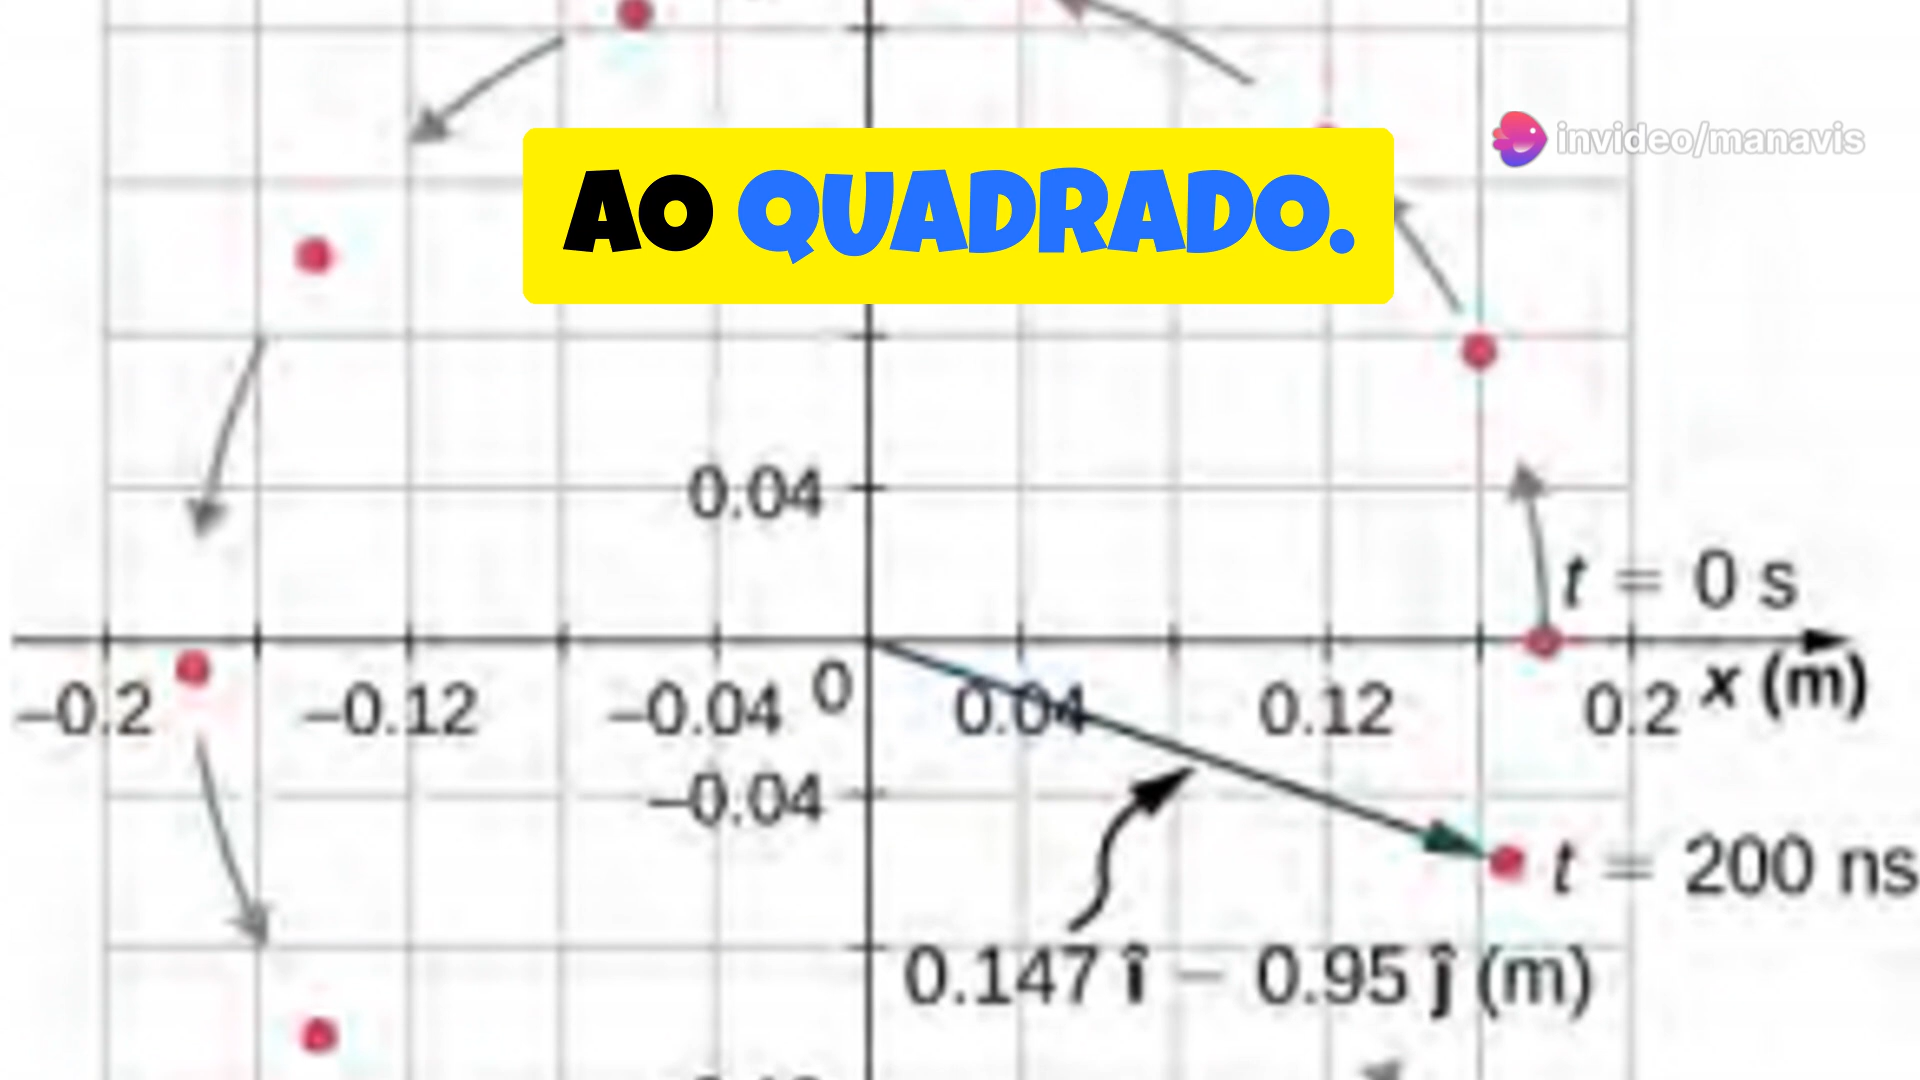 invideo/manavis
AO QUADRADO.
0.04
t = 0 s
–0.2 –0.12 –0.04 0 0.04 0.12 0.2 x (m)
–0.04
t = 200 ns
0.147 î – 0.95 ĵ (m)